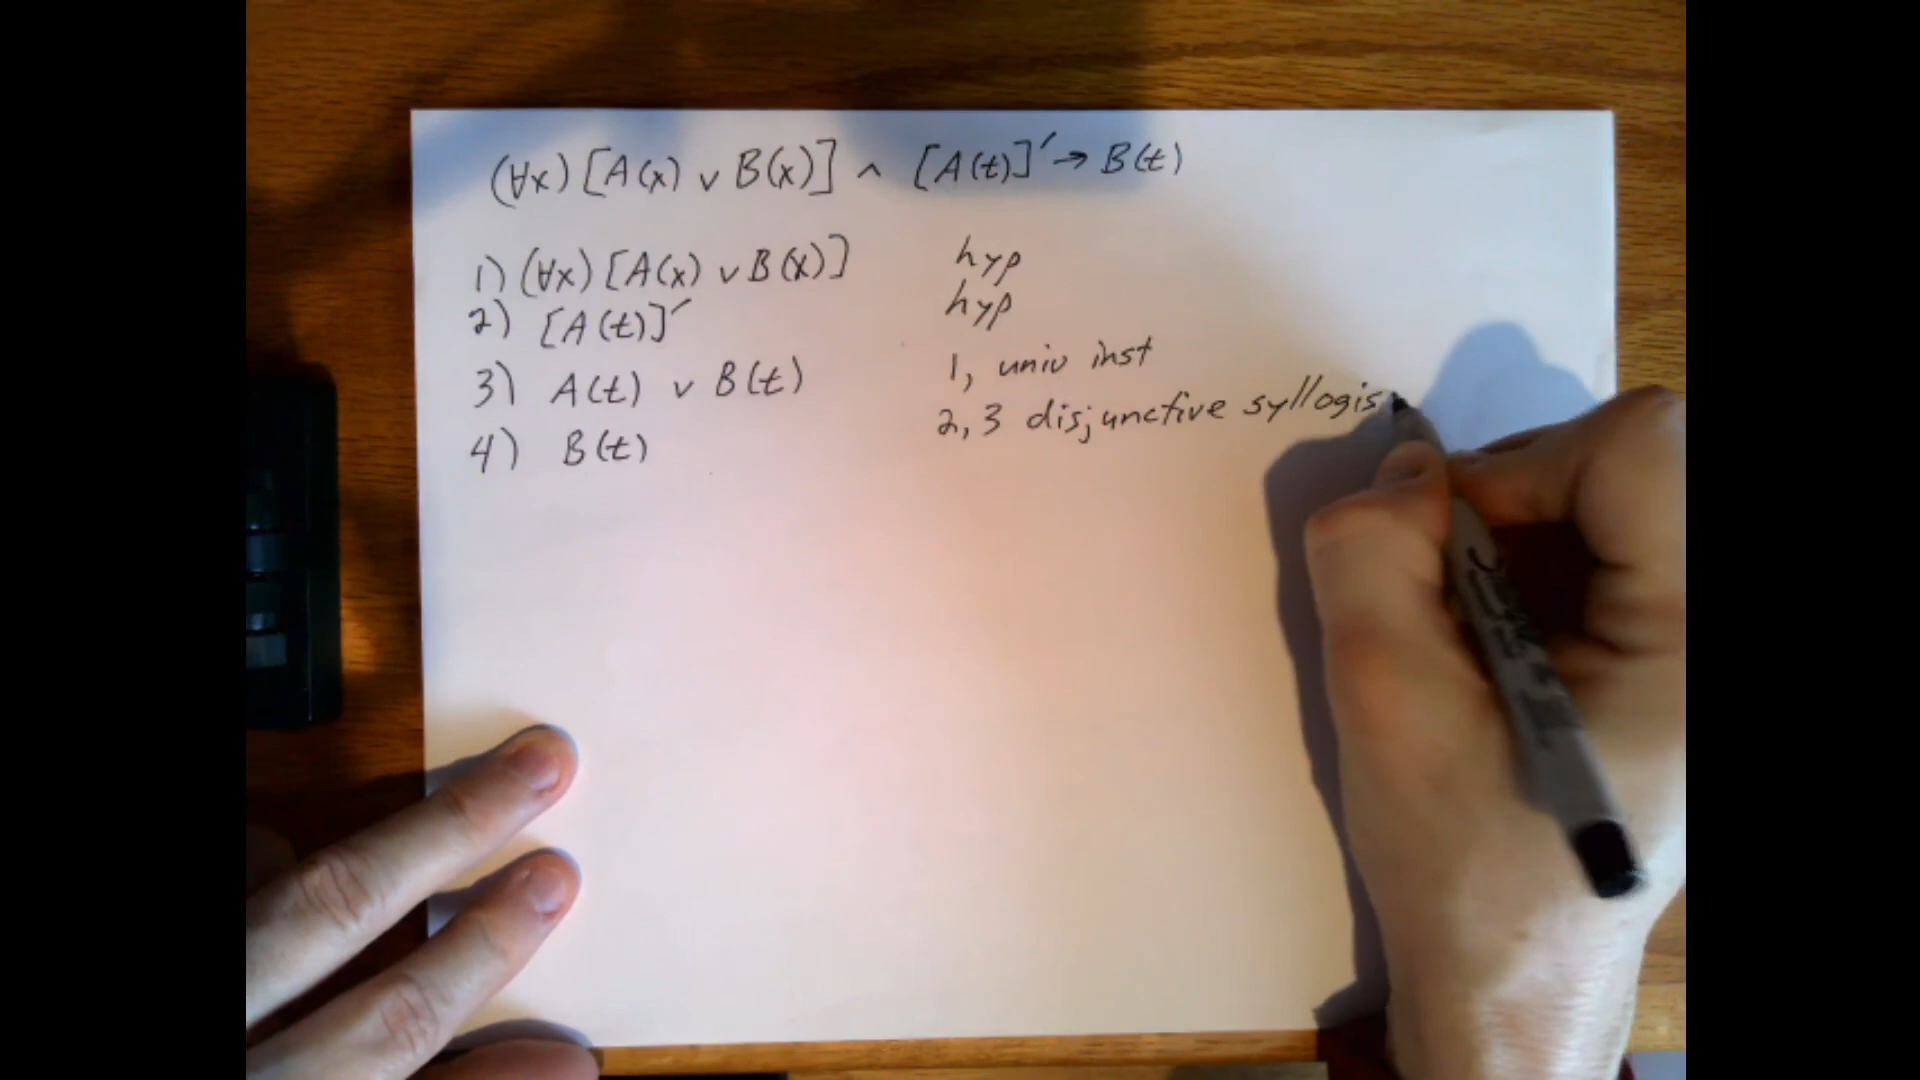 (∀x) [A(x) ∨ B(x)] ∧ [A(t)]′ → B(t)
1) (∀x) [A(x) ∨ B(x)] hyp
2) [A(t)]′ hyp
3) A(t) ∨ B(t) 1, univ inst
4) B(t) 2, 3 disjunctive syllogis